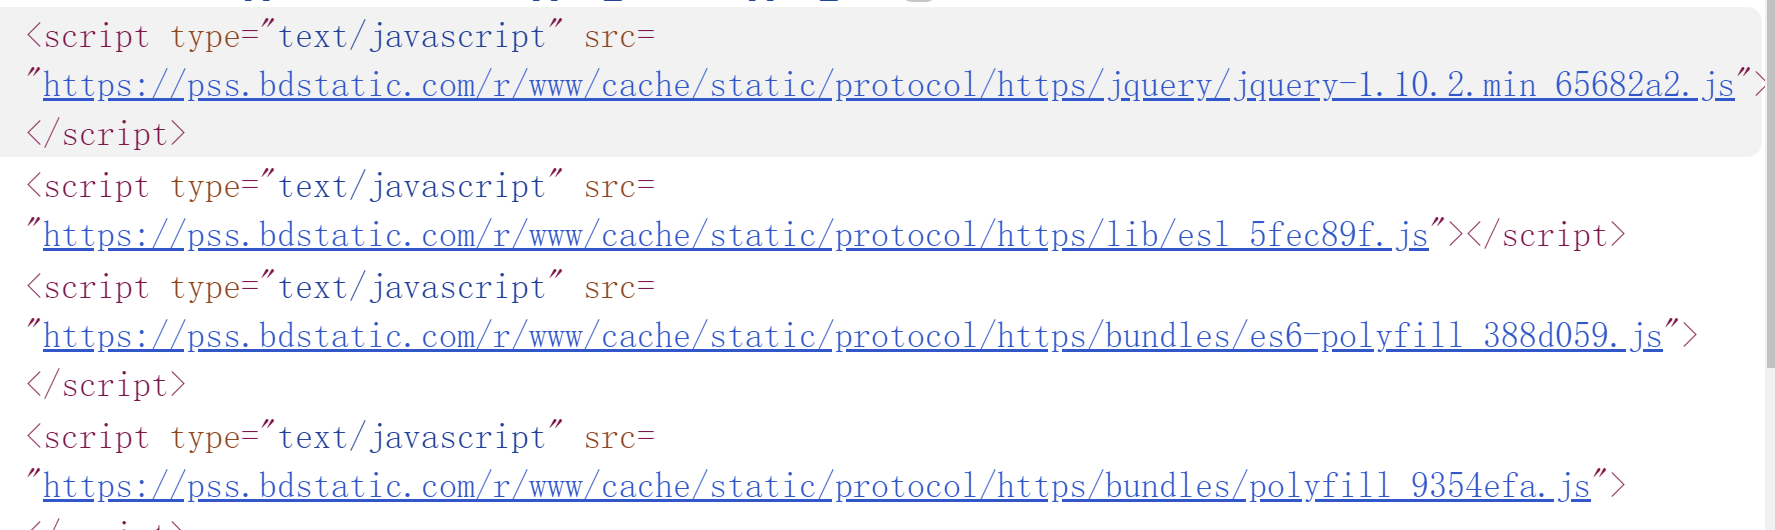 <script type="text/javascript" src=
"https://pss.bdstatic.com/r/www/cache/static/protocol/https/jquery/jquery-1.10.2.min_65682a2.js">
</script>
<script type="text/javascript" src=
"https://pss.bdstatic.com/r/www/cache/static/protocol/https/lib/esl_5fec89f.js"></script>
<script type="text/javascript" src=
"https://pss.bdstatic.com/r/www/cache/static/protocol/https/bundles/es6-polyfill_388d059.js">
</script>
<script type="text/javascript" src=
"https://pss.bdstatic.com/r/www/cache/static/protocol/https/bundles/polyfill_9354efa.js">